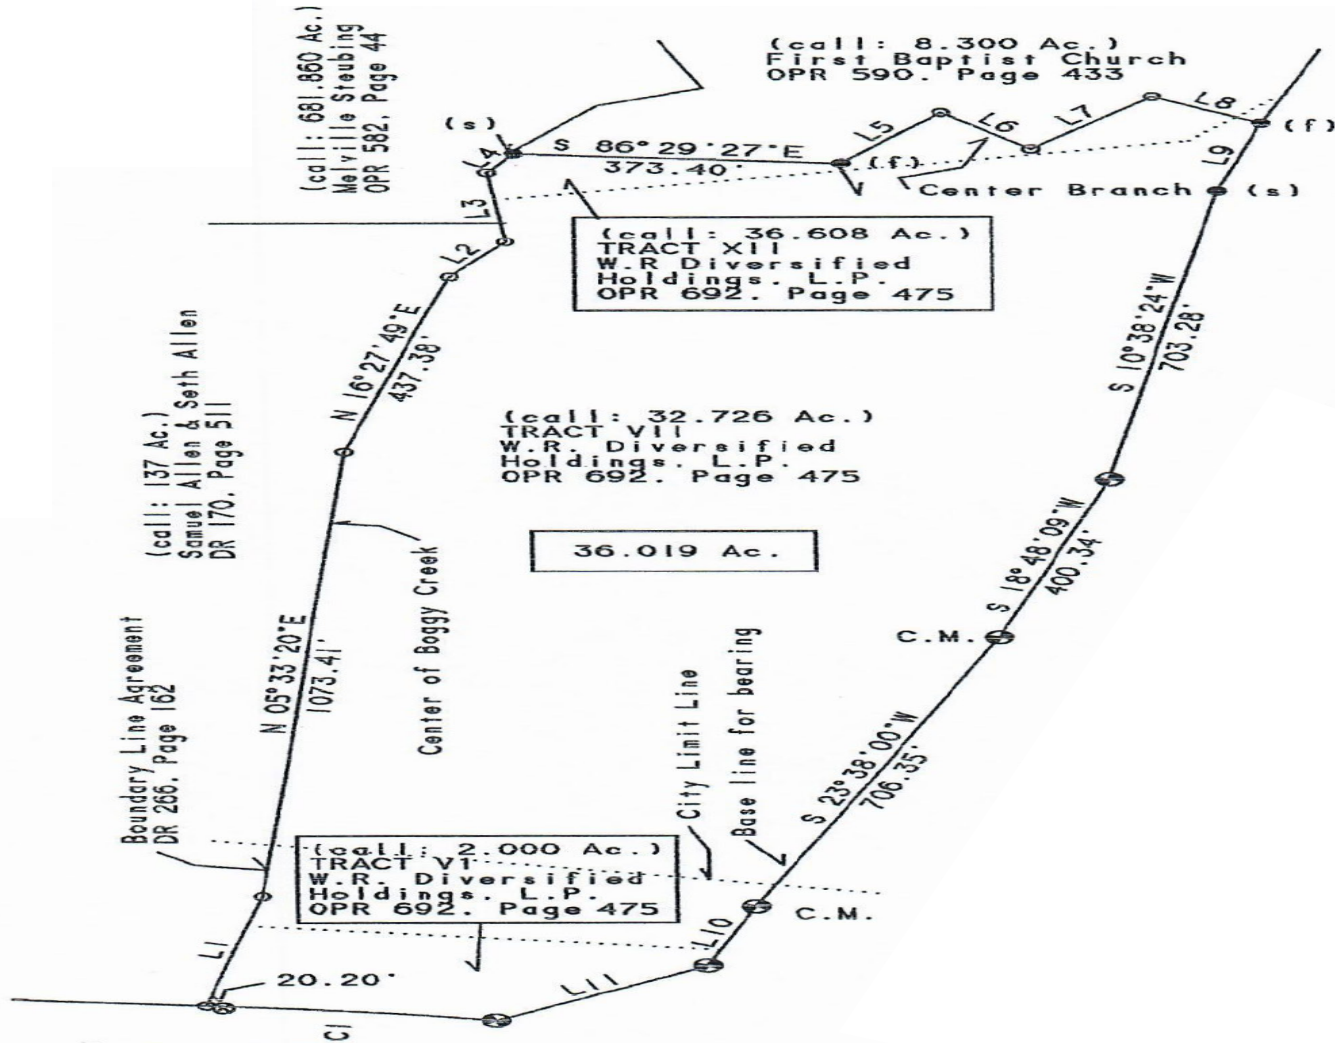 (call: 681.860 Ac.)
Melville Steubing
OPR 582, Page 44
(call: 8.300 Ac.)
First Baptist Church
OPR 590. Page 433
(s)
L4
S 86°29'27"E
373.40'
(f)
L5
L6
L7
L8
(f)
L9
(s)
Center Branch
L3
L2
(call: 36.608 Ac.)
TRACT XII
W.R Diversified
Holdings. L.P.
OPR 692. Page 475
N 16°27'49"E
437.38'
S 10°38'24"W
703.28'
(call: 137 Ac.)
Samuel Allen & Seth Allen
DR 170, Page 511
(call: 32.726 Ac.)
TRACT VII
W.R. Diversified
Holdings. L.P.
OPR 692. Page 475
36.019 Ac.
S 18°48'09"W
400.34'
C.M.
N 05°33'20"E
1073.41'
Center of Boggy Creek
Boundary Line Agreement
DR 266, Page 162
City Limit Line
Base line for bearing
S 23°38'00"W
706.35'
C.M.
(call: 2.000 Ac.)
TRACT VI
W.R. Diversified
Holdings. L.P.
OPR 692. Page 475
L1
20.20'
L10
L11
C1